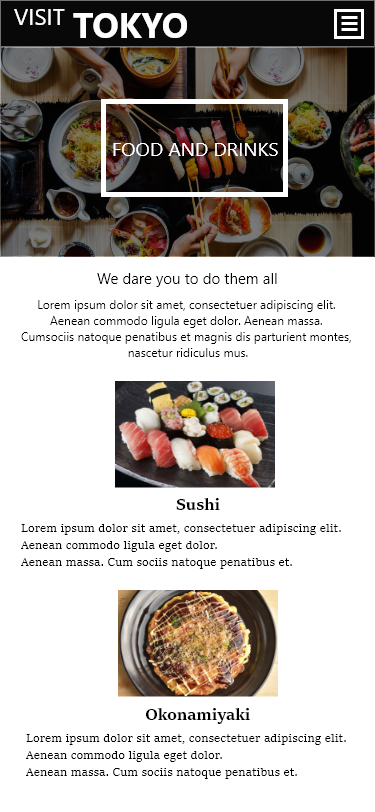 VISIT TOKYO
FOOD AND DRINKS
We dare you to do them all
Lorem ipsum dolor sit amet, consectetuer adipiscing elit.
Aenean commodo ligula eget dolor. Aenean massa.
Cumsociis natoque penatibus et magnis dis parturient montes,
nascetur ridiculus mus.
Sushi
Lorem ipsum dolor sit amet, consectetuer adipiscing elit.
Aenean commodo ligula eget dolor.
Aenean massa. Cum sociis natoque penatibus et.
Okonamiyaki
Lorem ipsum dolor sit amet, consectetuer adipiscing elit.
Aenean commodo ligula eget dolor.
Aenean massa. Cum sociis natoque penatibus et.